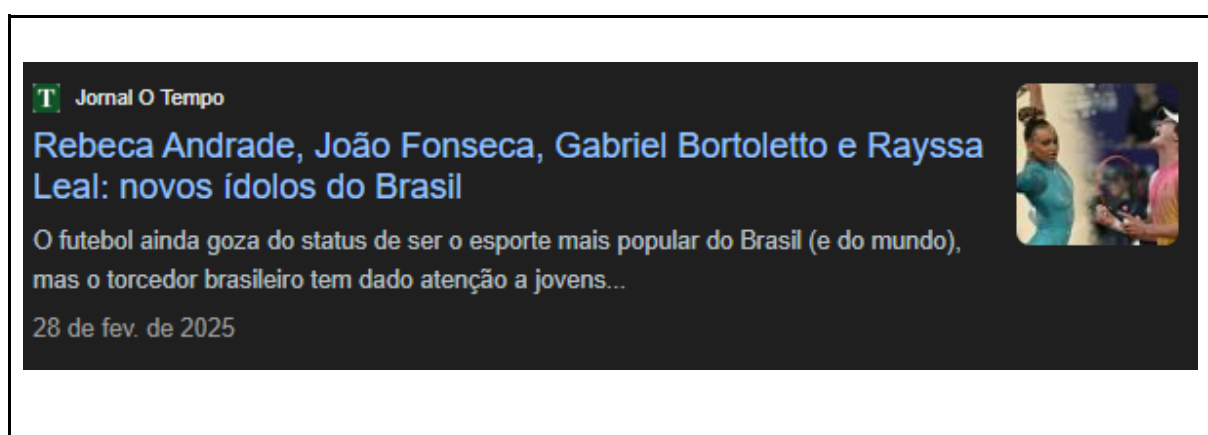 T Jornal O Tempo
Rebeca Andrade, João Fonseca, Gabriel Bortoletto e Rayssa
Leal: novos ídolos do Brasil
O futebol ainda goza do status de ser o esporte mais popular do Brasil (e do mundo),
mas o torcedor brasileiro tem dado atenção a jovens...
28 de fev. de 2025